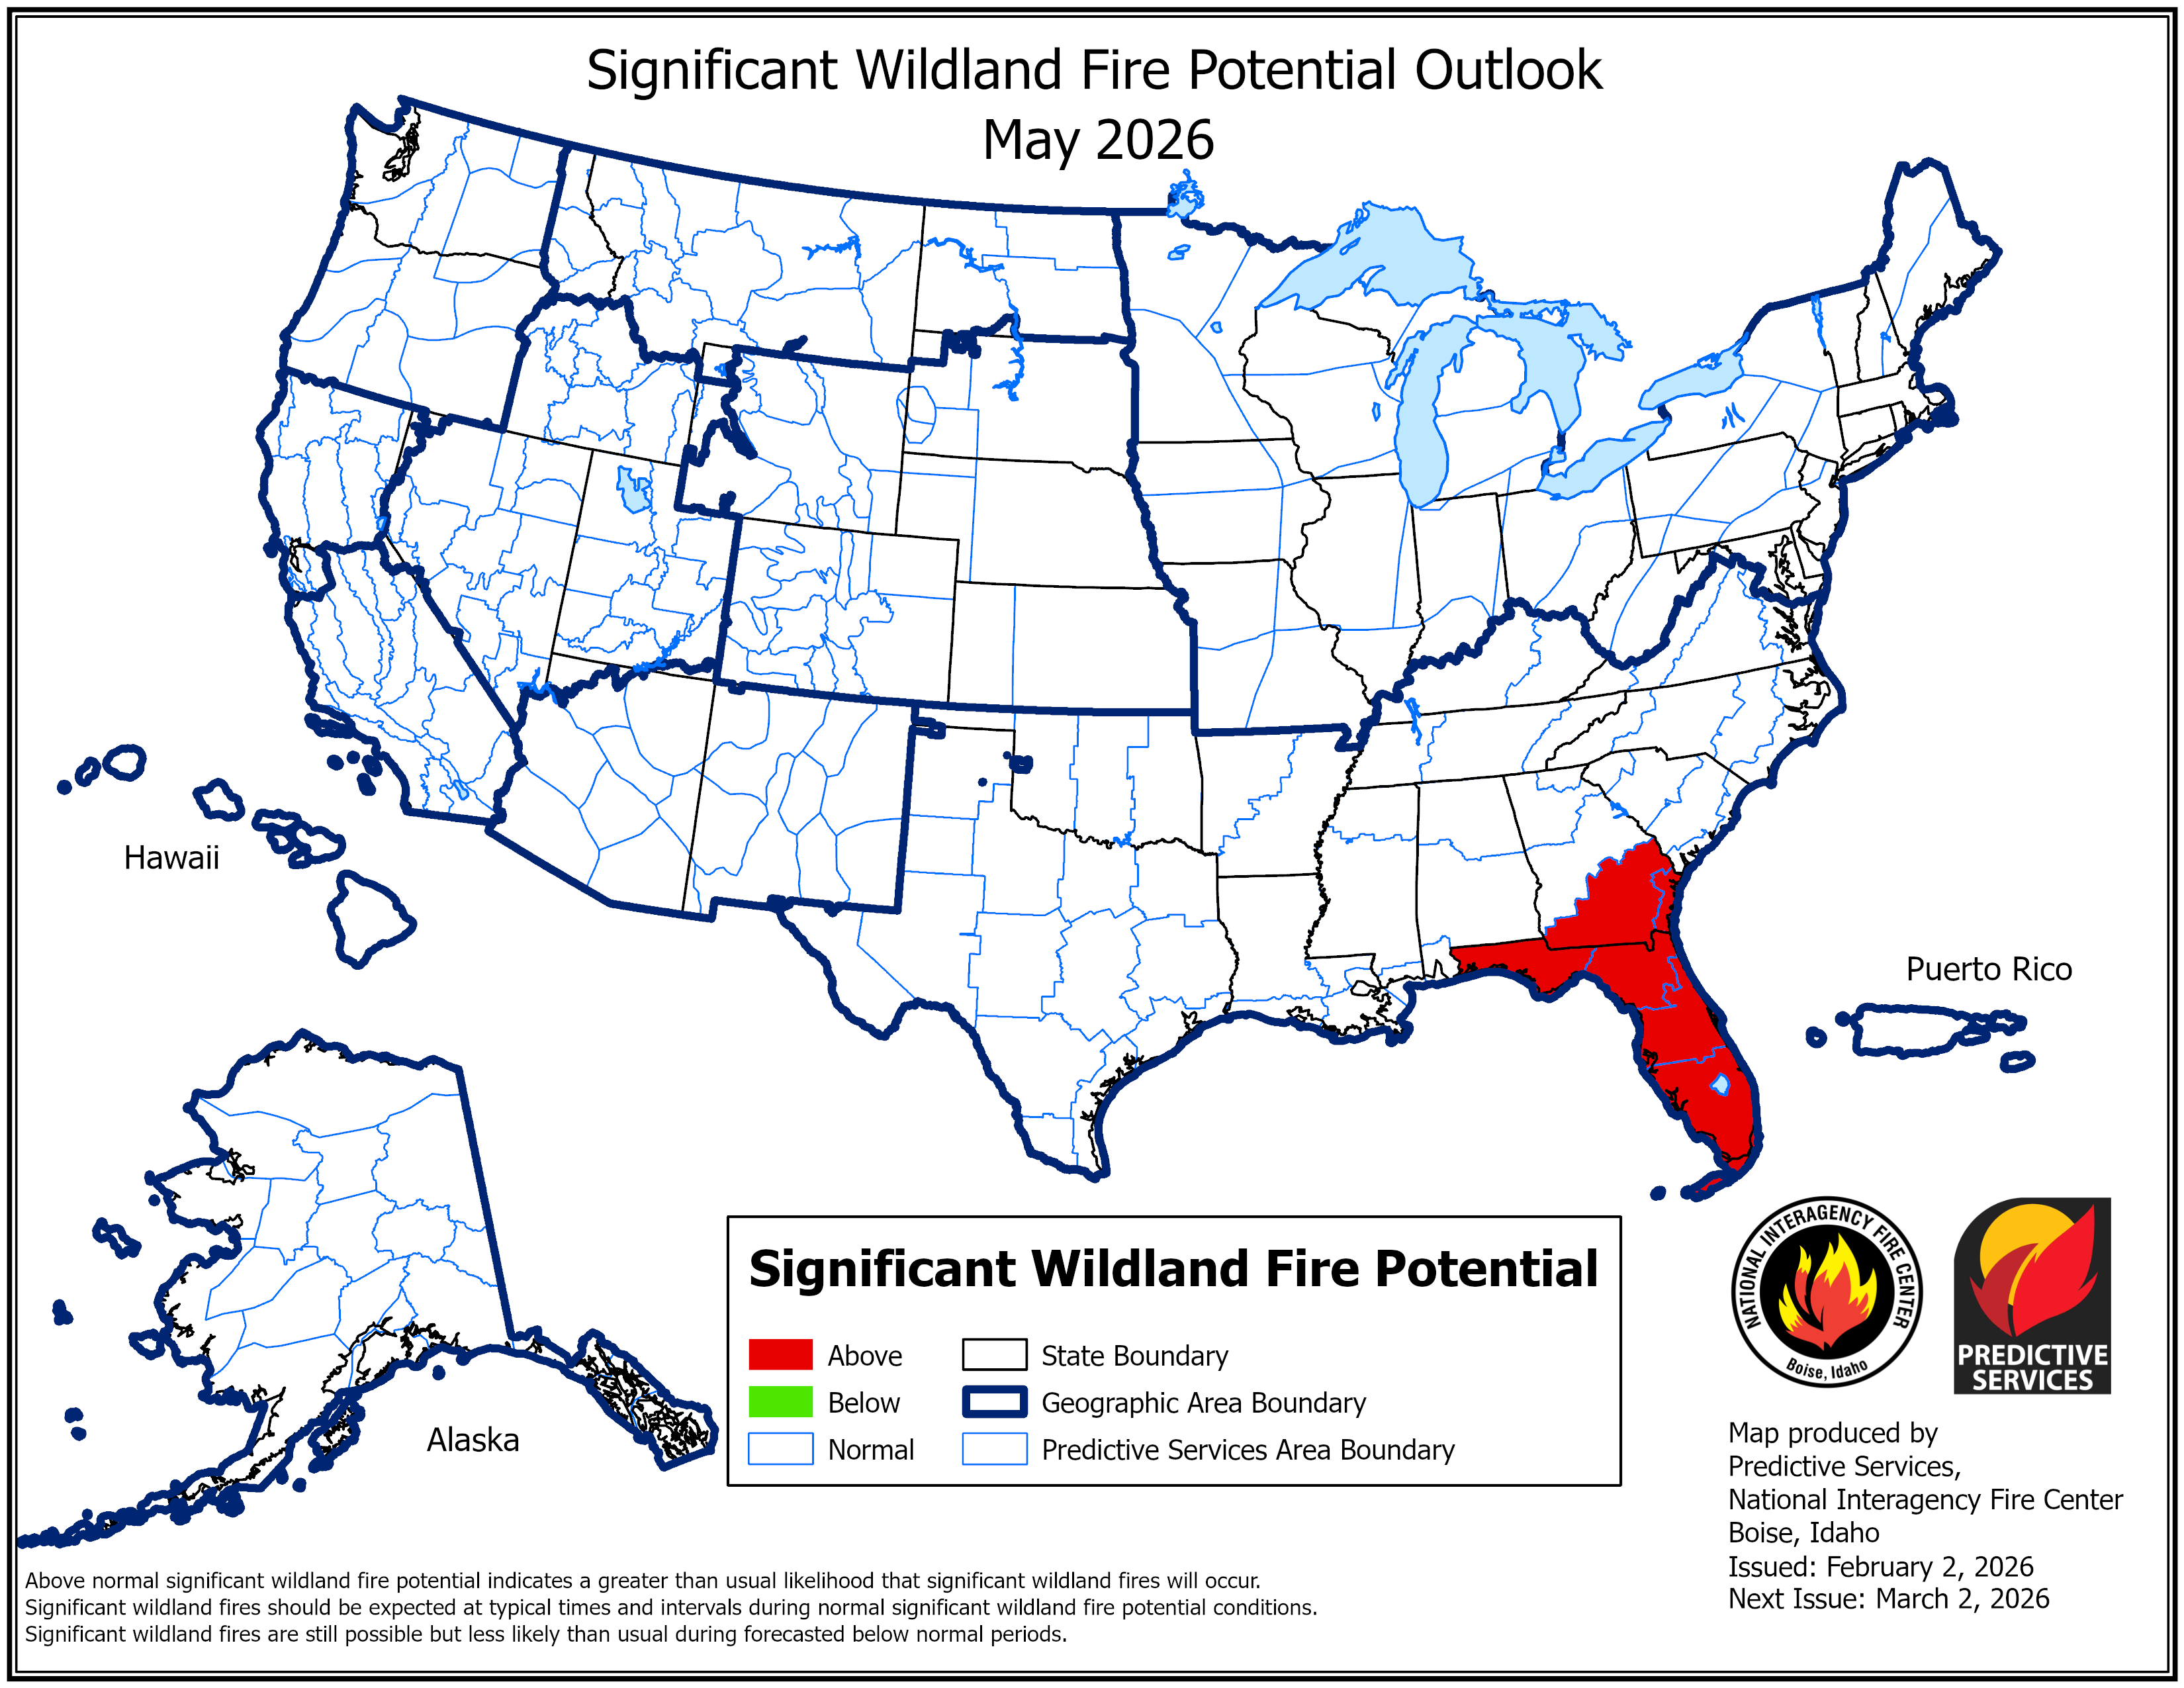 Significant Wildland Fire Potential Outlook
May 2026
Hawaii
Puerto Rico
Alaska
Significant Wildland Fire Potential
Above
State Boundary
Below
Geographic Area Boundary
Normal
Predictive Services Area Boundary
NATIONAL INTERAGENCY FIRE CENTER
Boise, Idaho
PREDICTIVE
SERVICES
Map produced by
Predictive Services,
National Interagency Fire Center
Boise, Idaho
Issued: February 2, 2026
Next Issue: March 2, 2026
Above normal significant wildland fire potential indicates a greater than usual likelihood that significant wildland fires will occur.
Significant wildland fires should be expected at typical times and intervals during normal significant wildland fire potential conditions.
Significant wildland fires are still possible but less likely than usual during forecasted below normal periods.